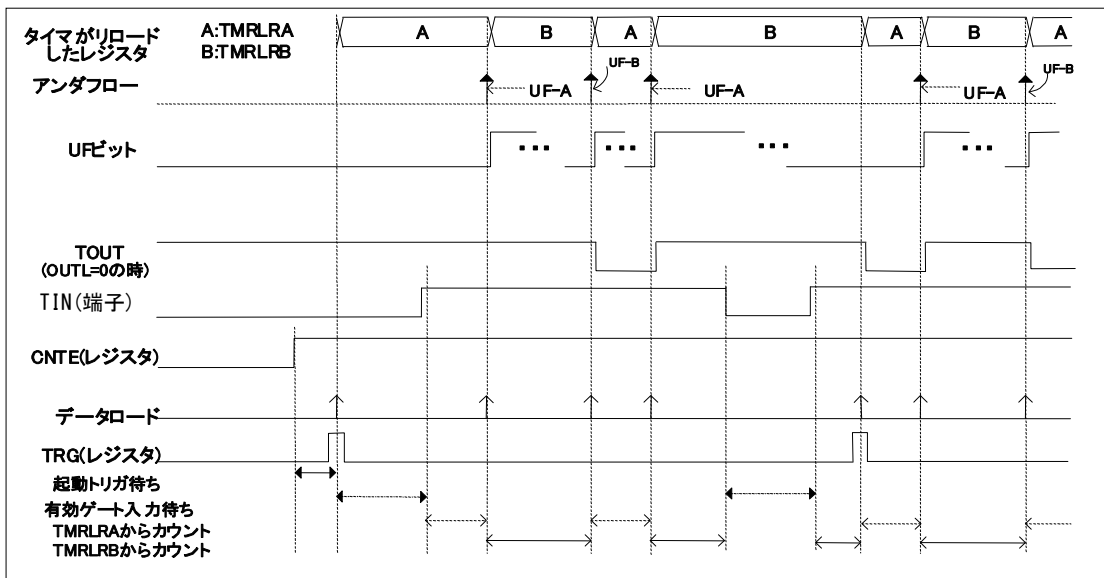 タイマがリロード
したレジスタ
A:TMRLRA
B:TMRLRB
A
B
A
B
A
B
A
アンダフロー
UF-A
UF-B
UF-A
UF-A
UF-B
UFビット
TOUT
(OUTL=0の時)
TIN(端子)
CNTE(レジスタ)
データロード
TRG(レジスタ)
起動トリガ待ち
有効ゲート入力待ち
TMRLRAからカウント
TMRLRBからカウント